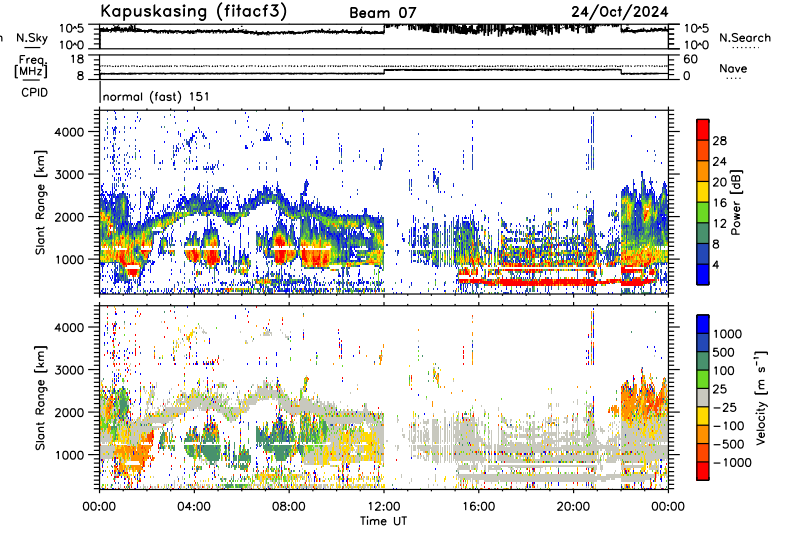 Kapuskasing (fitacf3) Beam 07 24/Oct/2024
N.Sky 10^5 10^5 N.Search
10^0 10^0
Freq. 18 60 Nave
[MHz] 8 0
CPID normal (fast) 151
4000
3000
2000
1000
Slant Range [km]
28
24
20
16
12
8
4
Power [dB]
4000
3000
2000
1000
Slant Range [km]
1000
500
100
25
-25
-100
-500
-1000
Velocity [m s⁻¹]
00:00 04:00 08:00 12:00 16:00 20:00 00:00
Time UT